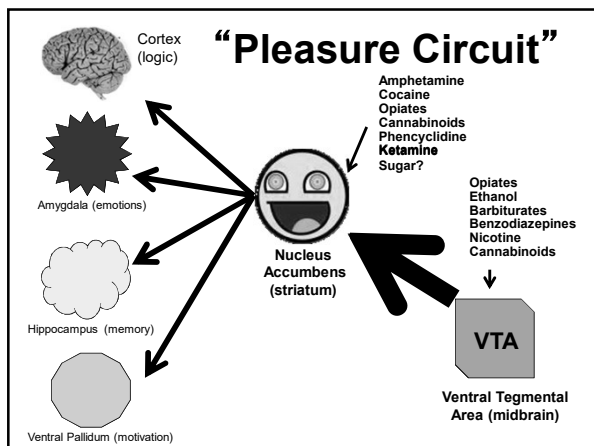 Cortex
(logic)
“Pleasure Circuit”
Amphetamine
Cocaine
Opiates
Cannabinoids
Phencyclidine
Ketamine
Sugar?
Amygdala (emotions)
Nucleus
Accumbens
(striatum)
Opiates
Ethanol
Barbiturates
Benzodiazepines
Nicotine
Cannabinoids
Hippocampus (memory)
VTA
Ventral Tegmental
Area (midbrain)
Ventral Pallidum (motivation)